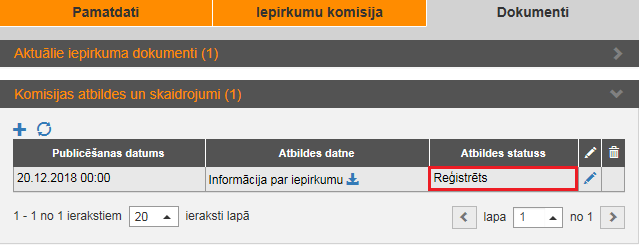 Pamatdati Iepirkumu komisija Dokumenti
Aktuālie iepirkuma dokumenti (1)
Komisijas atbildes un skaidrojumi (1)
Publicēšanas datums Atbildes datne Atbildes statuss
20.12.2018 00:00 Informācija par iepirkumu Reģistrēts
1 - 1 no 1 ierakstiem 20 ieraksti lapā lapa 1 no 1